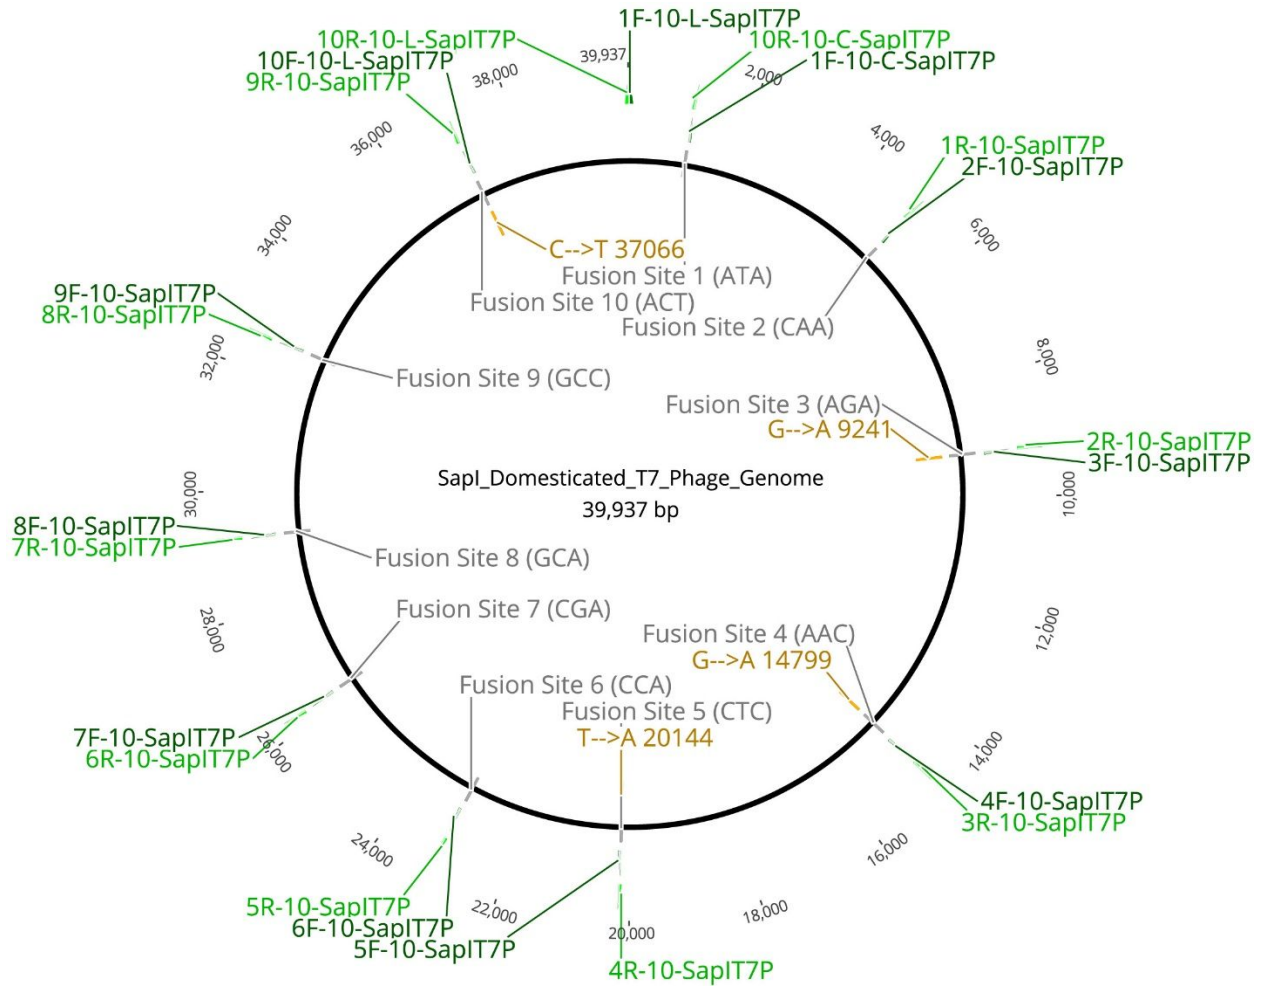 1F-10-L-SapIT7P
10R-10-L-SapIT7P
10R-10-C-SapIT7P
39,937
10F-10-L-SapIT7P
1F-10-C-SapIT7P
38,000
2,000
9R-10-SapIT7P
36,000
4,000
1R-10-SapIT7P
2F-10-SapIT7P
34,000
6,000
C-->T 37066
Fusion Site 1 (ATA)
9F-10-SapIT7P
Fusion Site 10 (ACT)
8R-10-SapIT7P
Fusion Site 2 (CAA)
32,000
8,000
Fusion Site 9 (GCC)
Fusion Site 3 (AGA)
G-->A 9241
2R-10-SapIT7P
3F-10-SapIT7P
SapI_Domesticated_T7_Phage_Genome
39,937 bp
30,000
10,000
8F-10-SapIT7P
7R-10-SapIT7P
Fusion Site 8 (GCA)
Fusion Site 7 (CGA)
28,000
12,000
Fusion Site 4 (AAC)
G-->A 14799
Fusion Site 6 (CCA)
Fusion Site 5 (CTC)
T-->A 20144
7F-10-SapIT7P
26,000
14,000
6R-10-SapIT7P
4F-10-SapIT7P
3R-10-SapIT7P
24,000
16,000
5R-10-SapIT7P
22,000
18,000
6F-10-SapIT7P
20,000
5F-10-SapIT7P
4R-10-SapIT7P